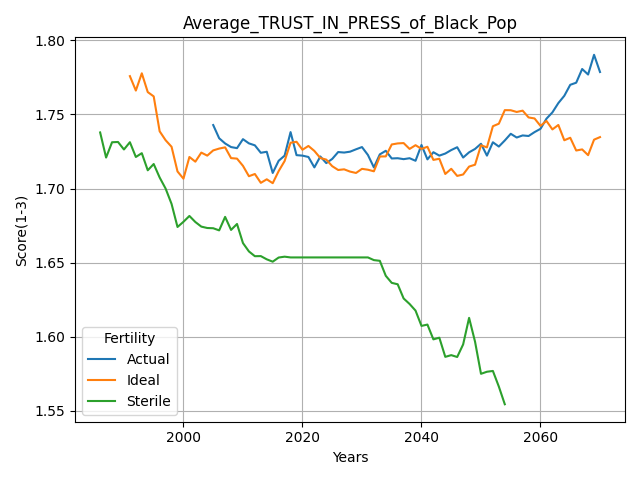 Average_TRUST_IN_PRESS_of_Black_Pop
1.80
1.75
1.70
1.65
1.60
1.55
Score(1-3)
Fertility
Actual
Ideal
Sterile
2000
2020
2040
2060
Years